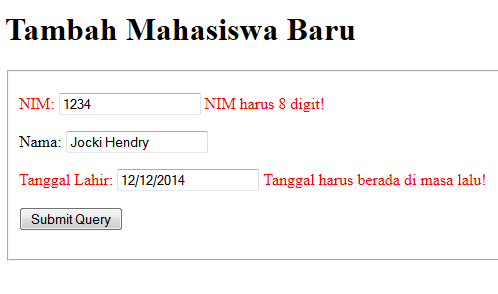 Tambah Mahasiswa Baru
NIM: 1234 NIM harus 8 digit!
Nama: Jocki Hendry
Tanggal Lahir: 12/12/2014 Tanggal harus berada di masa lalu!
Submit Query